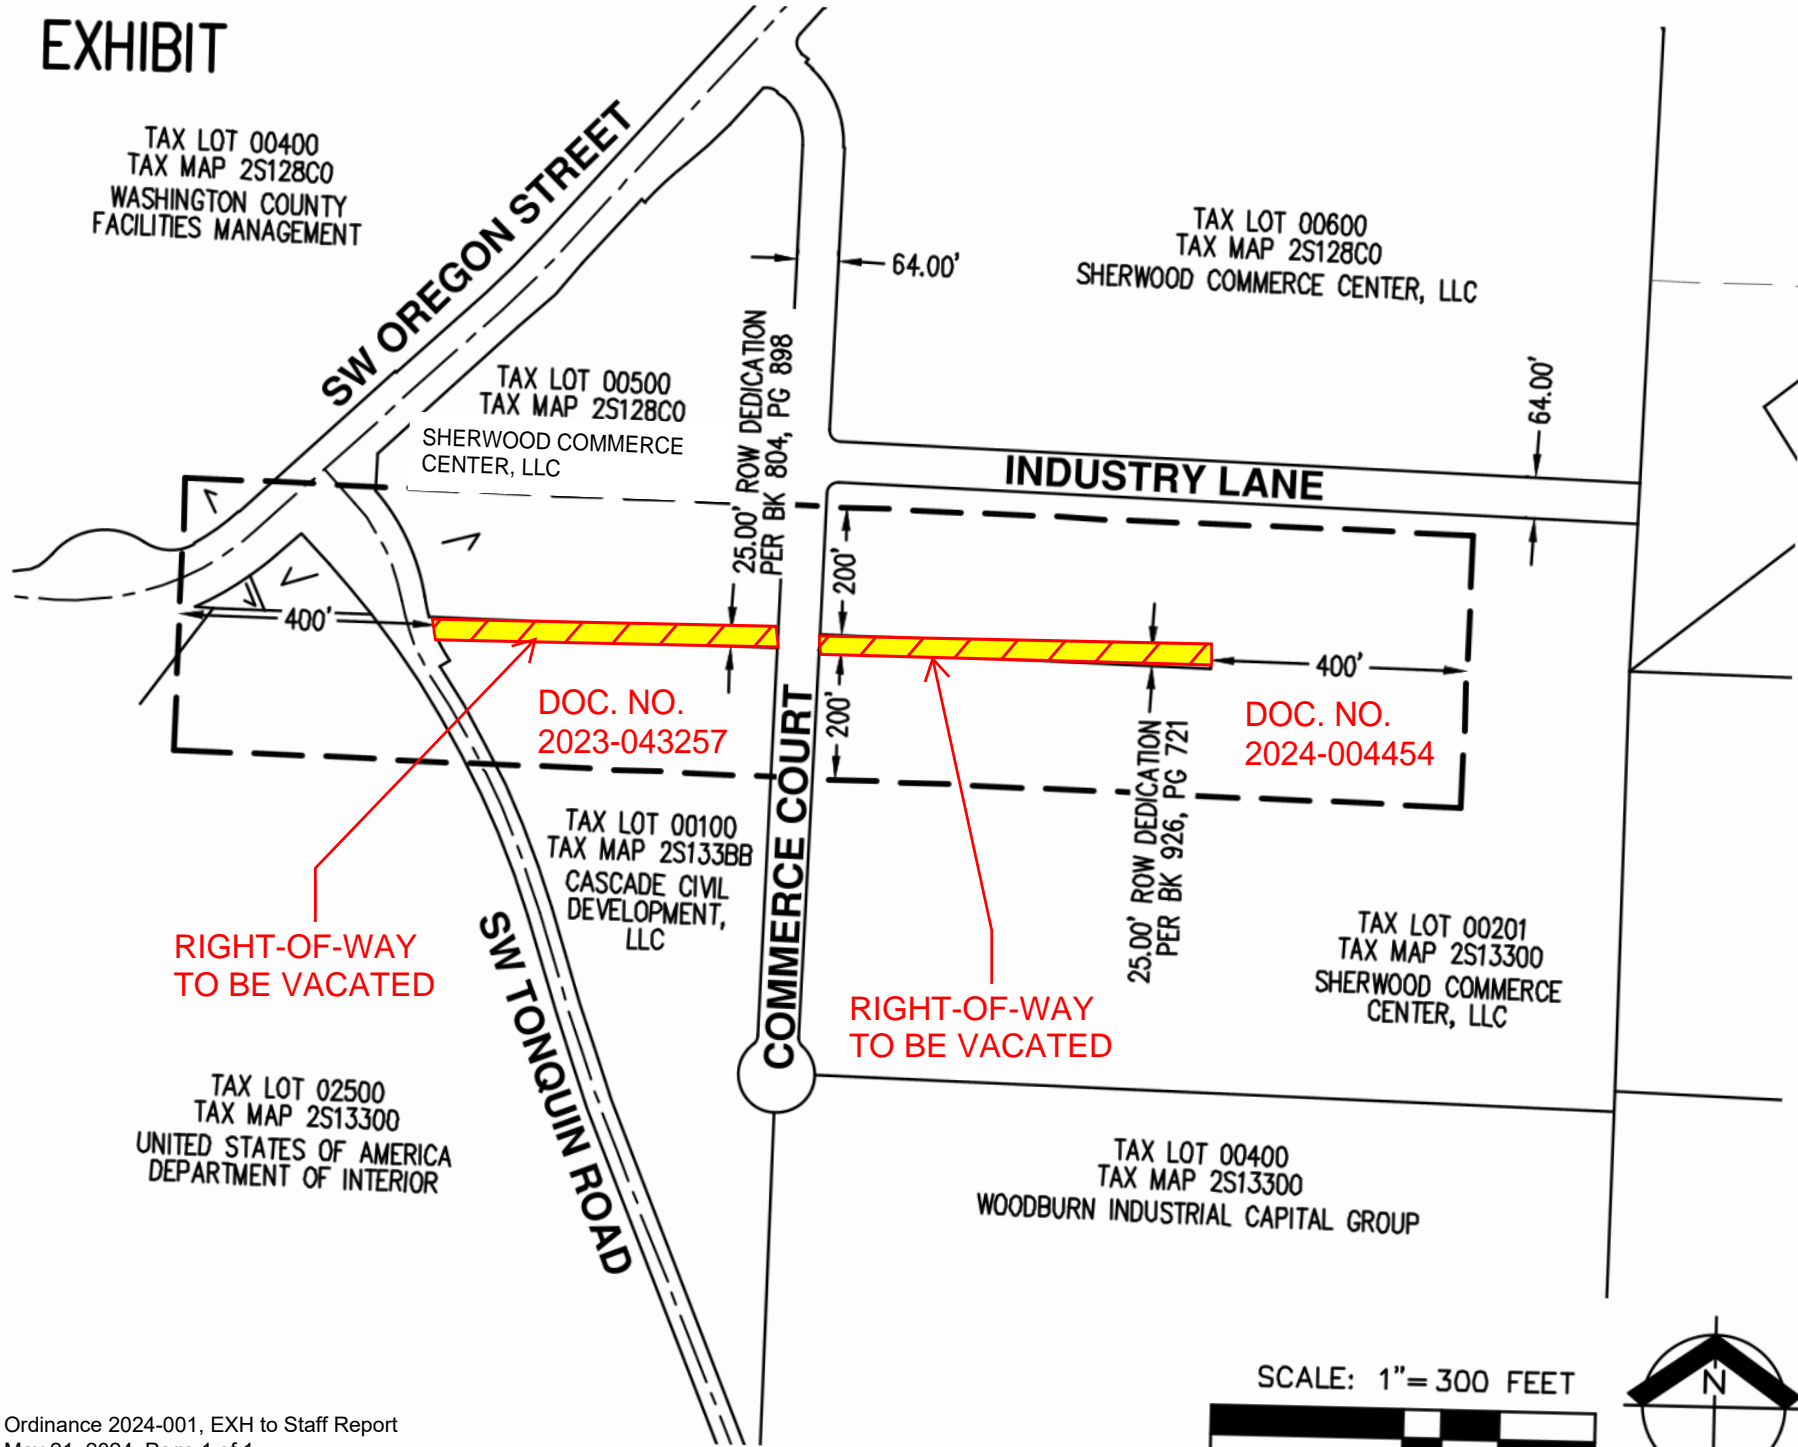 EXHIBIT
TAX LOT 00400
TAX MAP 2S128C0
WASHINGTON COUNTY
FACILITIES MANAGEMENT
SW OREGON STREET
64.00'
TAX LOT 00600
TAX MAP 2S128C0
SHERWOOD COMMERCE CENTER, LLC
64.00'
TAX LOT 00500
TAX MAP 2S128C0
SHERWOOD COMMERCE
CENTER, LLC
25.00' ROW DEDICATION
PER BK 804, PG 898
INDUSTRY LANE
200'
400'
400'
200'
DOC. NO.
2023-043257
DOC. NO.
2024-004454
25.00' ROW DEDICATION
PER BK 926, PG 721
COMMERCE COURT
TAX LOT 00100
TAX MAP 2S133BB
CASCADE CIVIL
DEVELOPMENT,
LLC
RIGHT-OF-WAY
TO BE VACATED
SW TONQUIN ROAD
RIGHT-OF-WAY
TO BE VACATED
TAX LOT 00201
TAX MAP 2S13300
SHERWOOD COMMERCE
CENTER, LLC
TAX LOT 02500
TAX MAP 2S13300
UNITED STATES OF AMERICA
DEPARTMENT OF INTERIOR
TAX LOT 00400
TAX MAP 2S13300
WOODBURN INDUSTRIAL CAPITAL GROUP
SCALE: 1"= 300 FEET
N
Ordinance 2024-001, EXH to Staff Report
May 21, 2024, Page 1 of 1